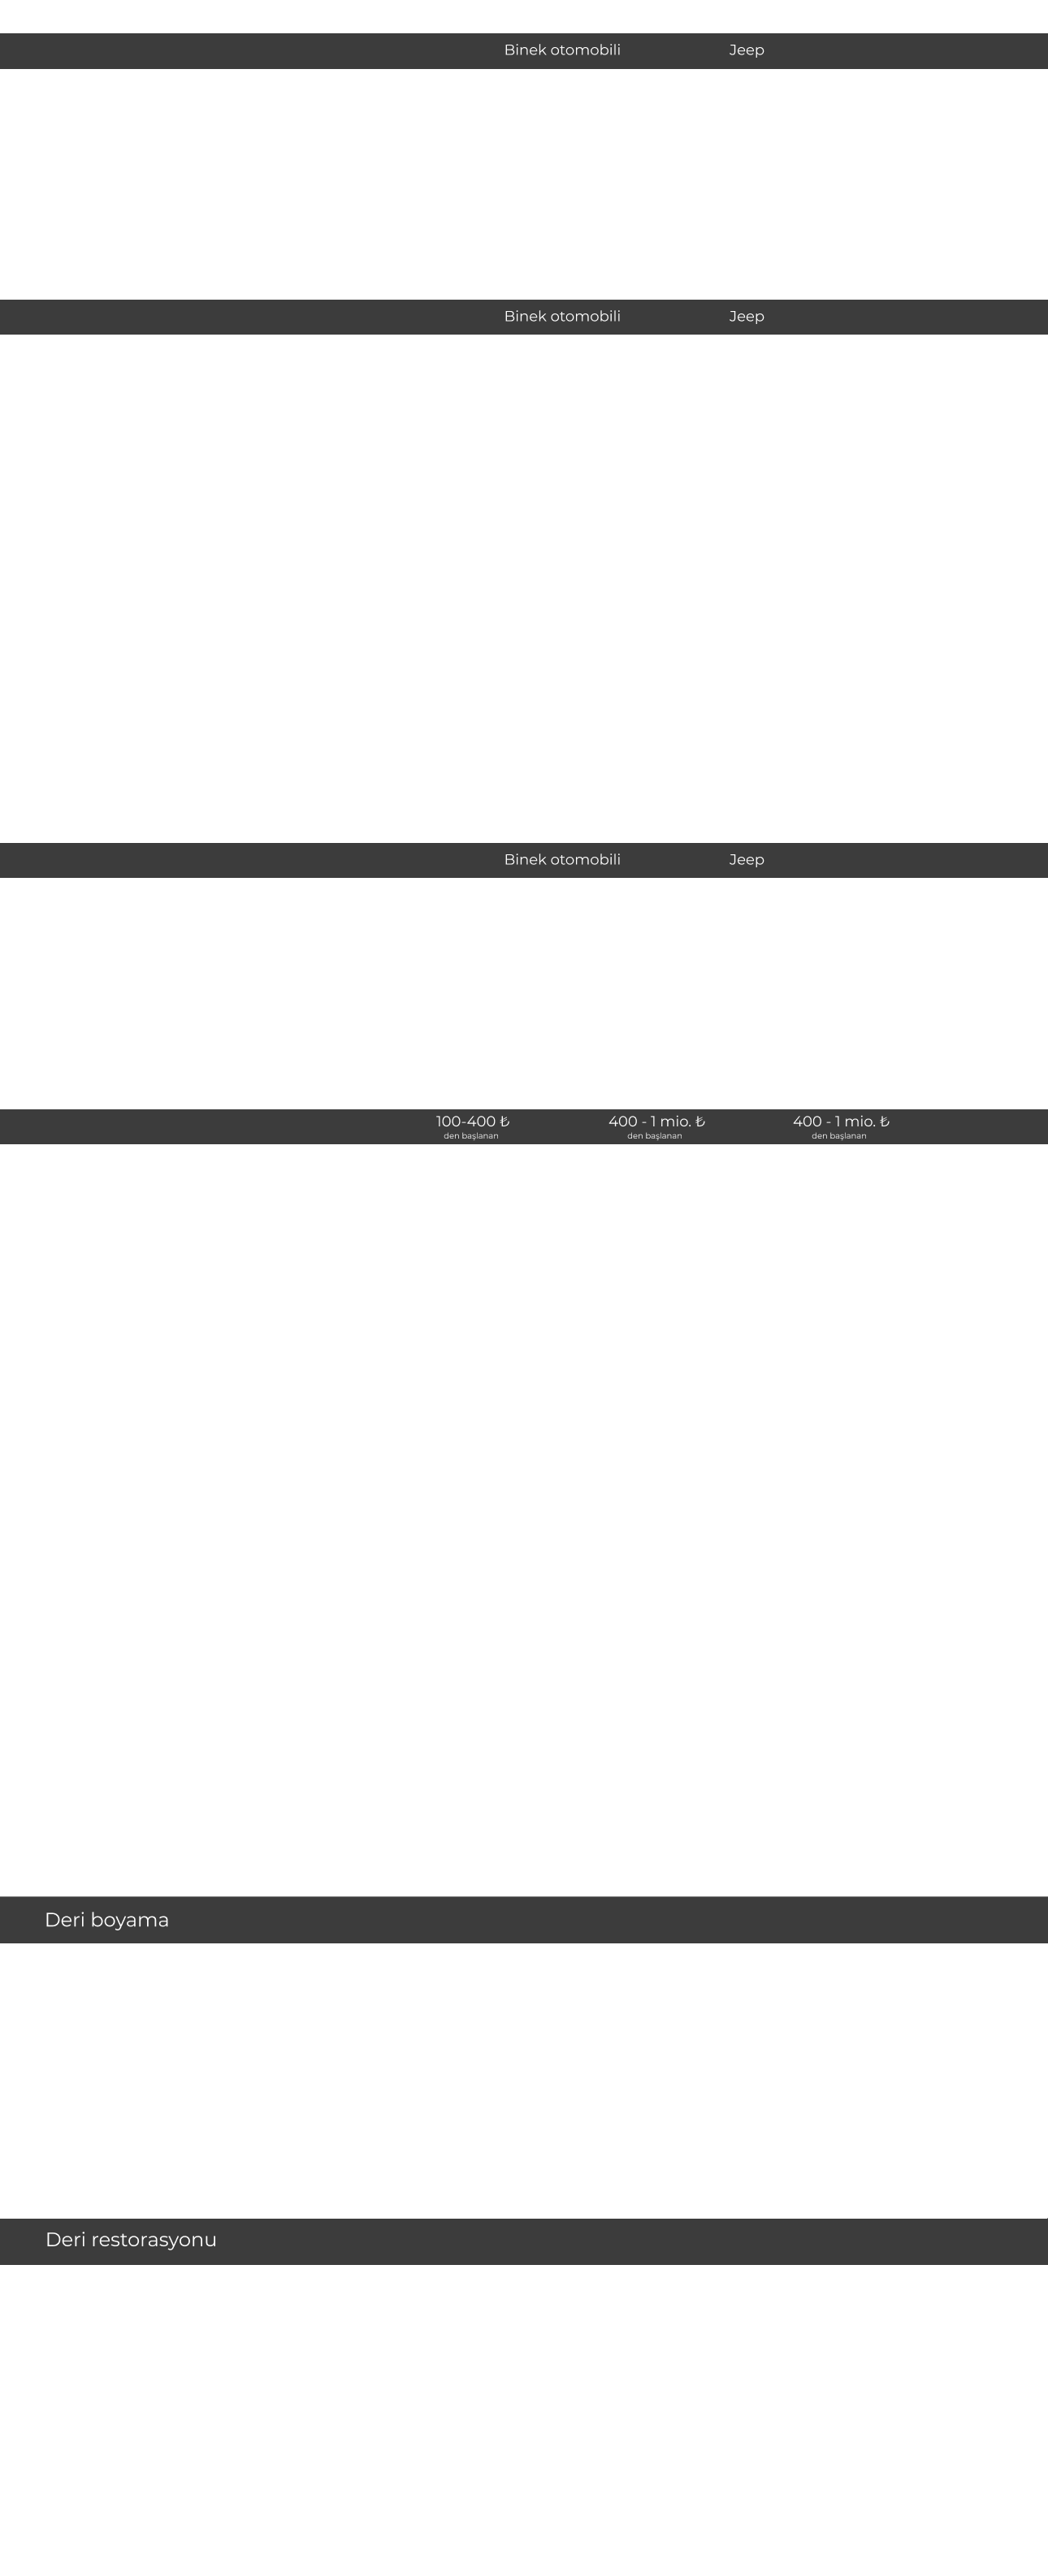 Binek otomobili Jeep
Binek otomobili Jeep
Binek otomobili Jeep
100-400 ₺ 400 - 1 mio. ₺ 400 - 1 mio. ₺
den başlanan den başlanan den başlanan
Deri boyama
Deri restorasyonu